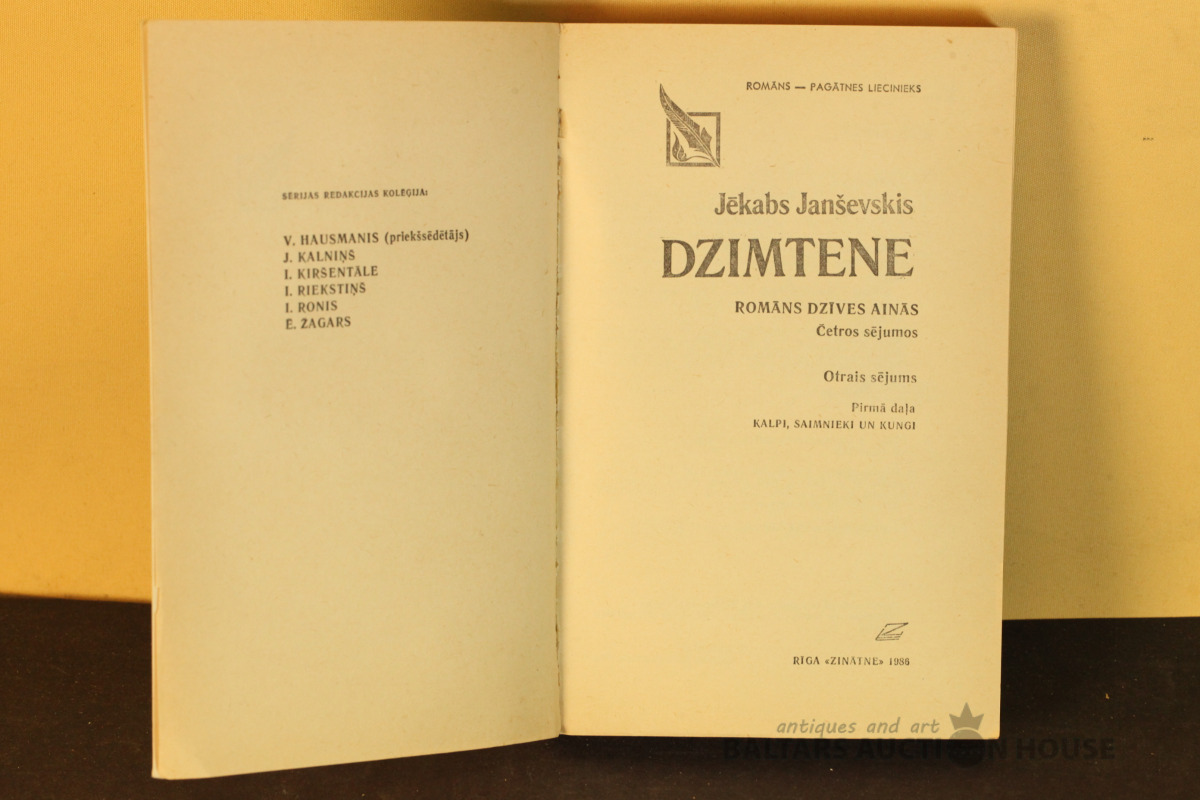 SĒRIJAS REDAKCIJAS KOLĒĢIJA:
V. HAUSMANIS (priekšsēdētājs)
J. KALNIŅŠ
I. KIRŠENTĀLE
I. RIEKSTIŅŠ
I. RONIS
Ē. ŽAGARS
ROMĀNS — PAGĀTNES LIECINIEKS
Jēkabs Janševskis
DZIMTENE
ROMĀNS DZĪVES AINĀS
Četros sējumos
Otrais sējums
Pirmā daļa
KALPI, SAIMNIEKI UN KUNGI
RĪGA «ZINĀTNE» 1986
antiques and art
BALTARS AUCTION HOUSE